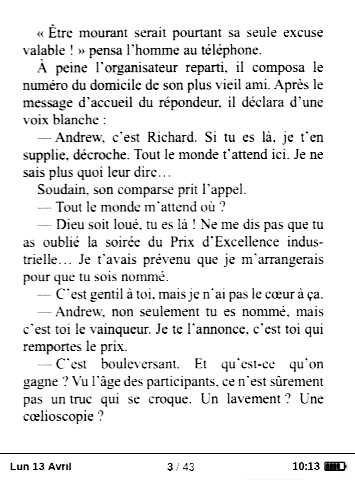 « Être mourant serait pourtant sa seule excuse
valable ! » pensa l'homme au téléphone.
À peine l'organisateur reparti, il composa le
numéro du domicile de son plus vieil ami. Après le
message d'accueil du répondeur, il déclara d'une
voix blanche :
— Andrew, c'est Richard. Si tu es là, je t'en
supplie, décroche. Tout le monde t'attend ici. Je ne
sais plus quoi leur dire…
Soudain, son comparse prit l'appel.
— Tout le monde m'attend où ?
— Dieu soit loué, tu es là ! Ne me dis pas que tu
as oublié la soirée du Prix d'Excellence indus-
trielle… Je t'avais prévenu que je m'arrangerais
pour que tu sois nommé.
— C'est gentil à toi, mais je n'ai pas le cœur à ça.
— Andrew, non seulement tu es nommé, mais
c'est toi le vainqueur. Je te l'annonce, c'est toi qui
remportes le prix.
— C'est bouleversant. Et qu'est-ce qu'on
gagne ? Vu l'âge des participants, ce n'est sûrement
pas un truc qui se croque. Un lavement ? Une
cœlioscopie ?
Lun 13 Avril 3 / 43 10:13